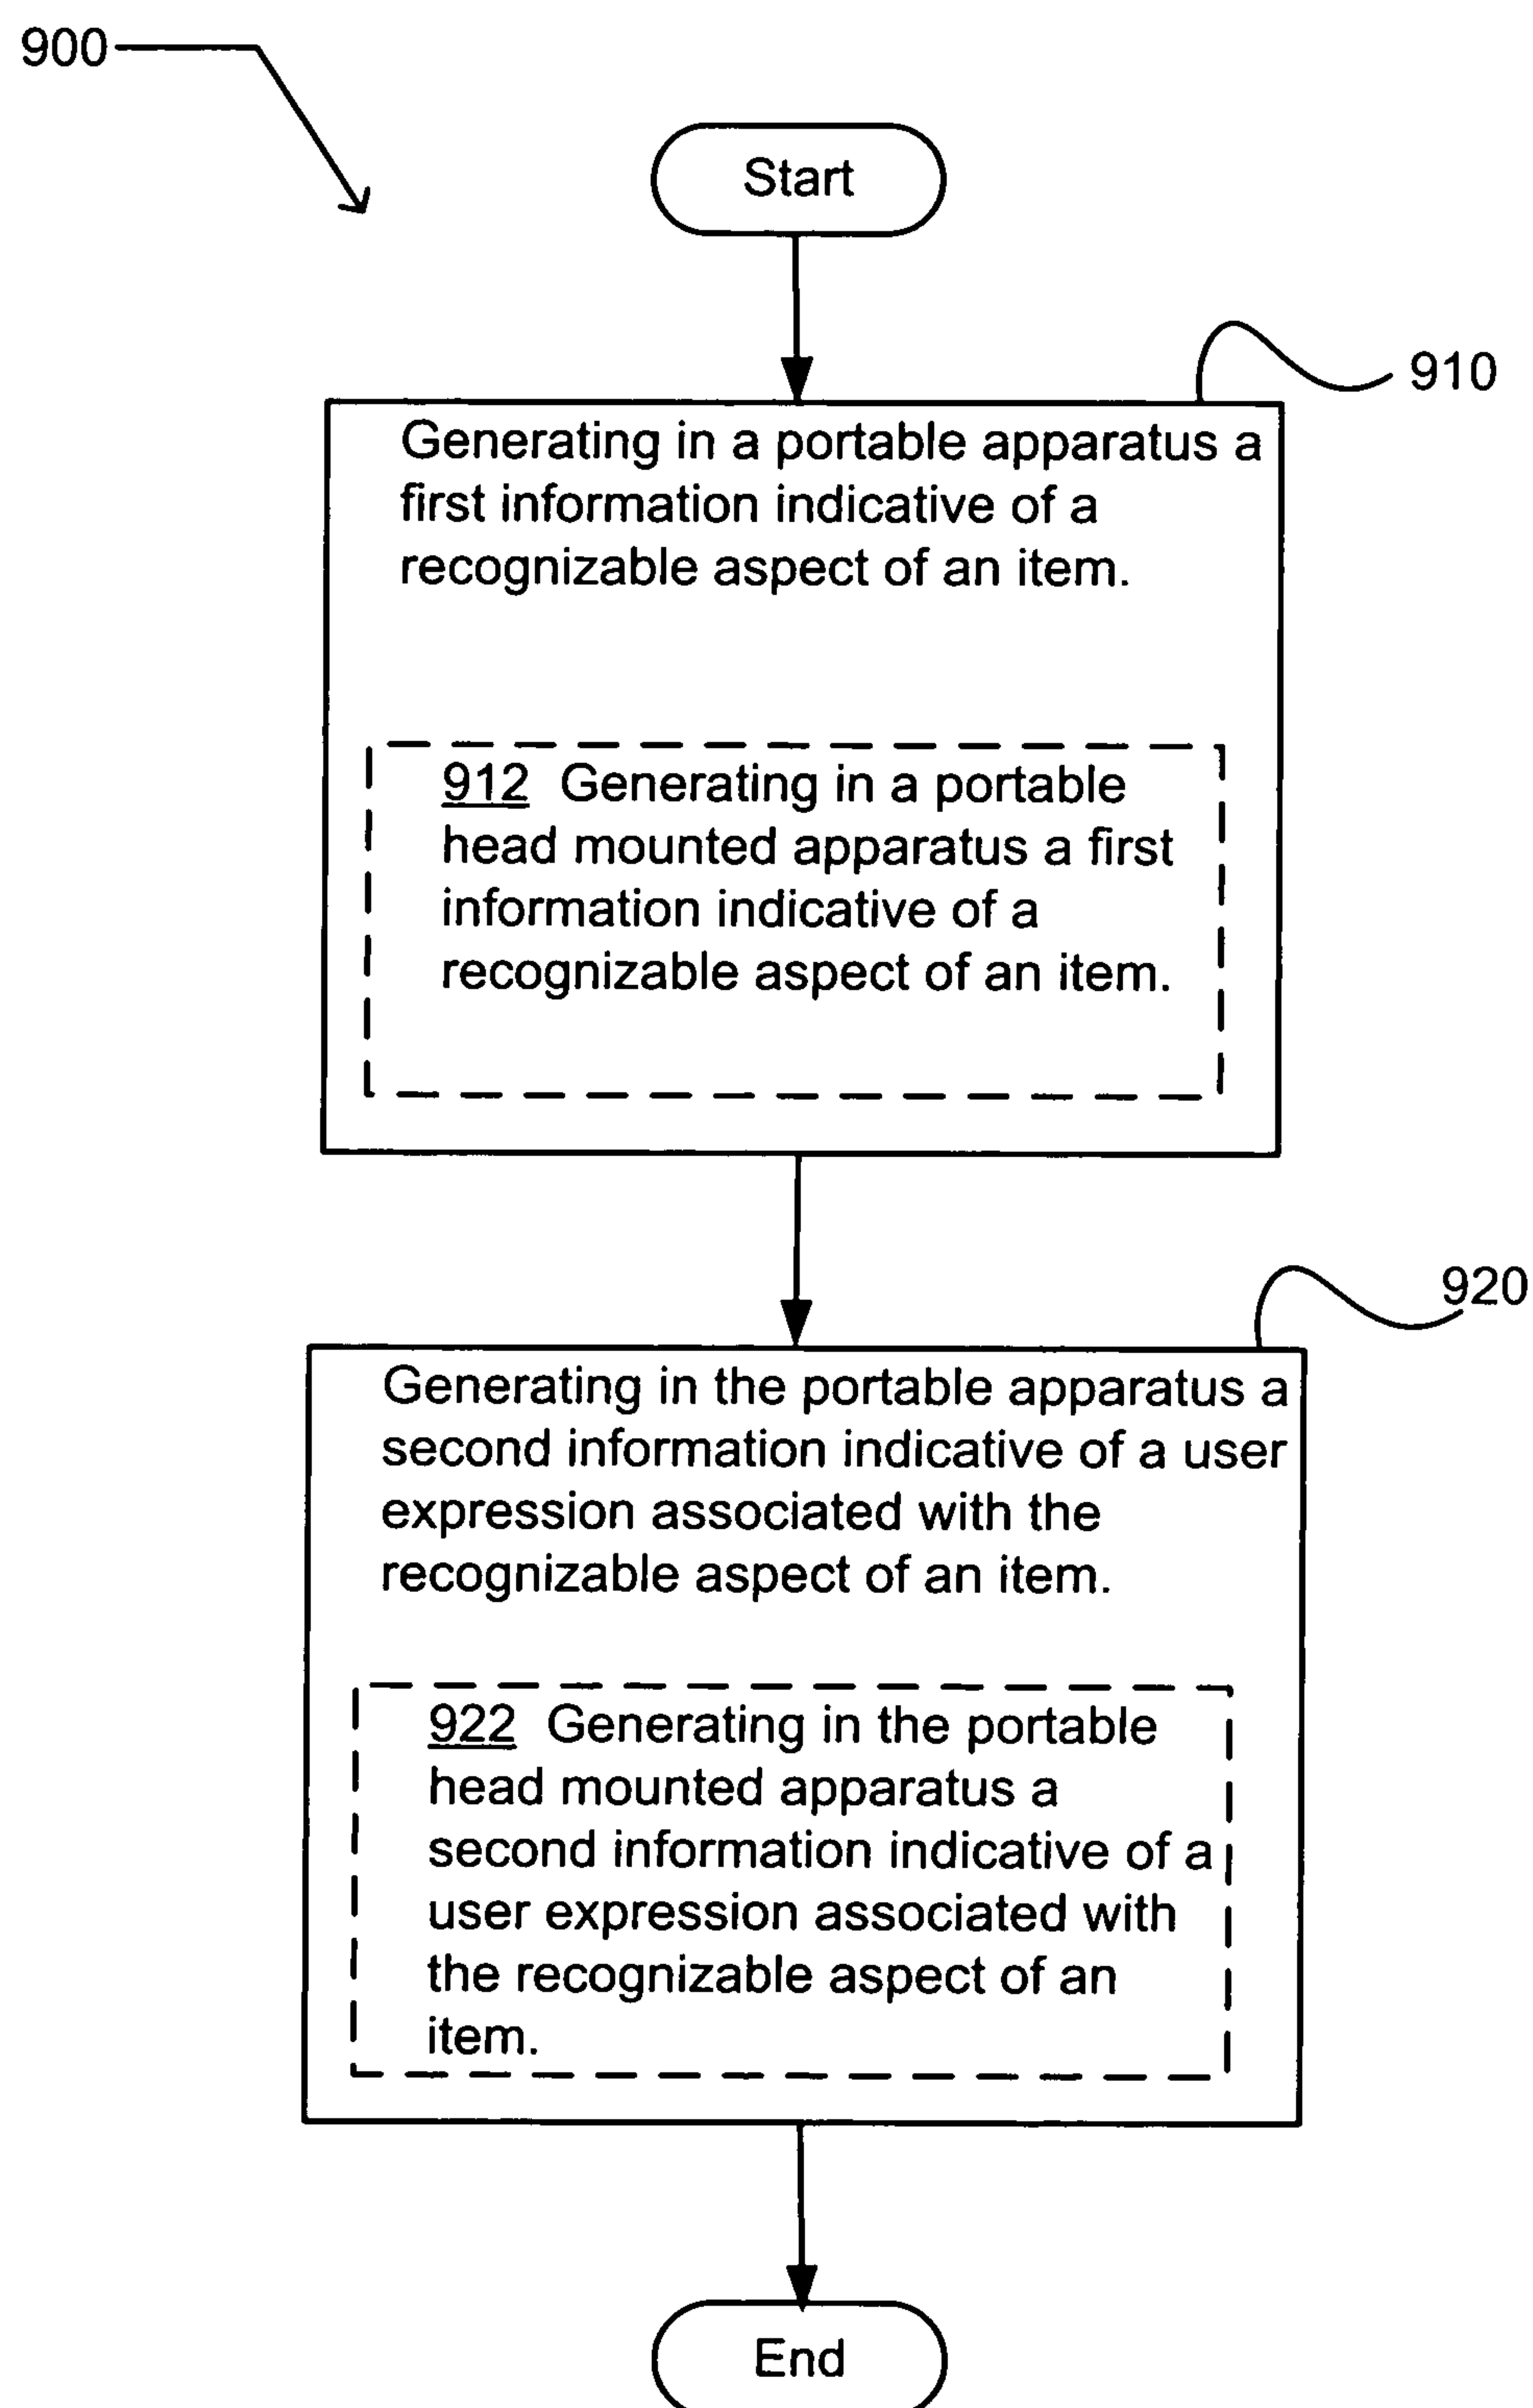 900
Start
910
Generating in a portable apparatus a
first information indicative of a
recognizable aspect of an item.
912 Generating in a portable
head mounted apparatus a first
information indicative of a
recognizable aspect of an item.
920
Generating in the portable apparatus a
second information indicative of a user
expression associated with the
recognizable aspect of an item.
922 Generating in the portable
head mounted apparatus a
second information indicative of a
user expression associated with
the recognizable aspect of an
item.
End